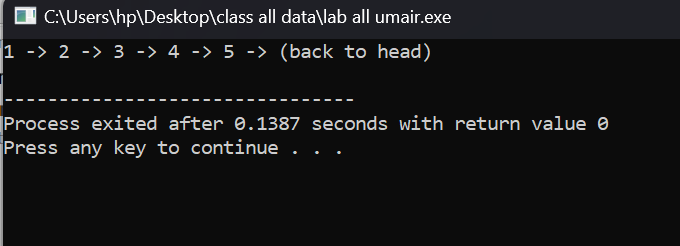 C:\Users\hp\Desktop\class all data\lab all umair.exe
1 -> 2 -> 3 -> 4 -> 5 -> (back to head)
--------------------------------
Process exited after 0.1387 seconds with return value 0
Press any key to continue . . .